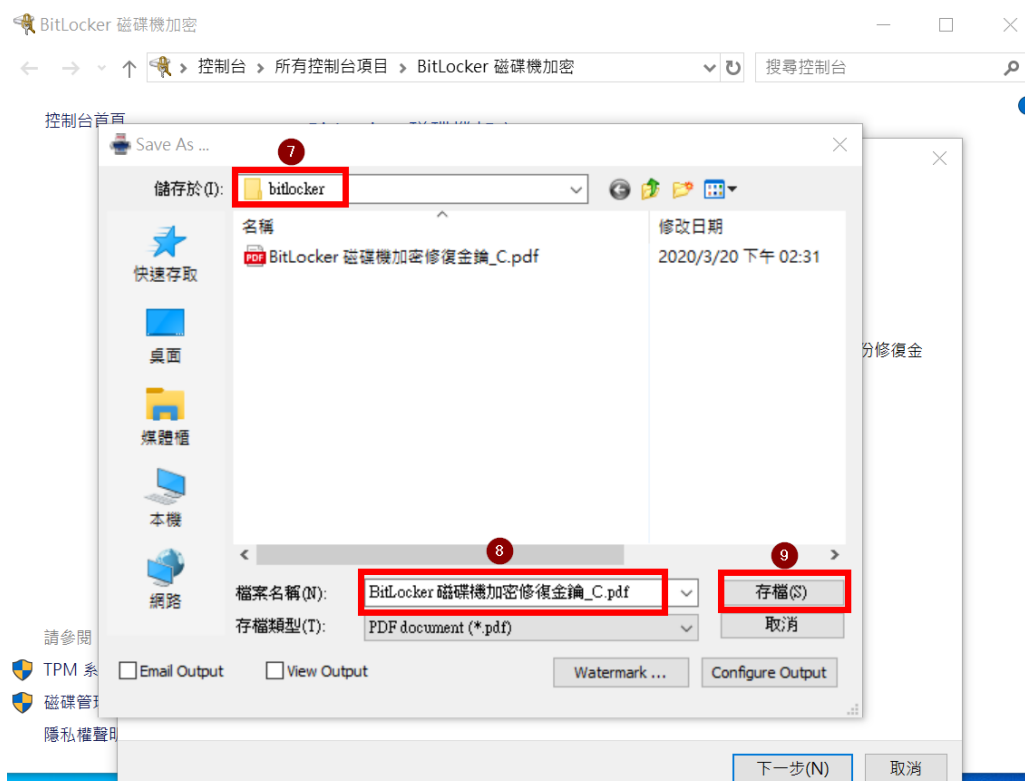 BitLocker 磁碟機加密
控制台 › 所有控制台項目 › BitLocker 磁碟機加密
搜尋控制台
控制台首頁
Save As ...
7
儲存於(I):
bitlocker
名稱
修改日期
BitLocker 磁碟機加密修復金鑰_C.pdf
2020/3/20 下午 02:31
快速存取
桌面
媒體櫃
本機
網路
份修復金
8
9
檔案名稱(N):
BitLocker 磁碟機加密修復金鑰_C.pdf
存檔(S)
存檔類型(T):
PDF document (*.pdf)
取消
Email Output
View Output
Watermark ...
Configure Output
請參閱
TPM 系
磁碟管理
隱私權聲明
下一步(N)
取消